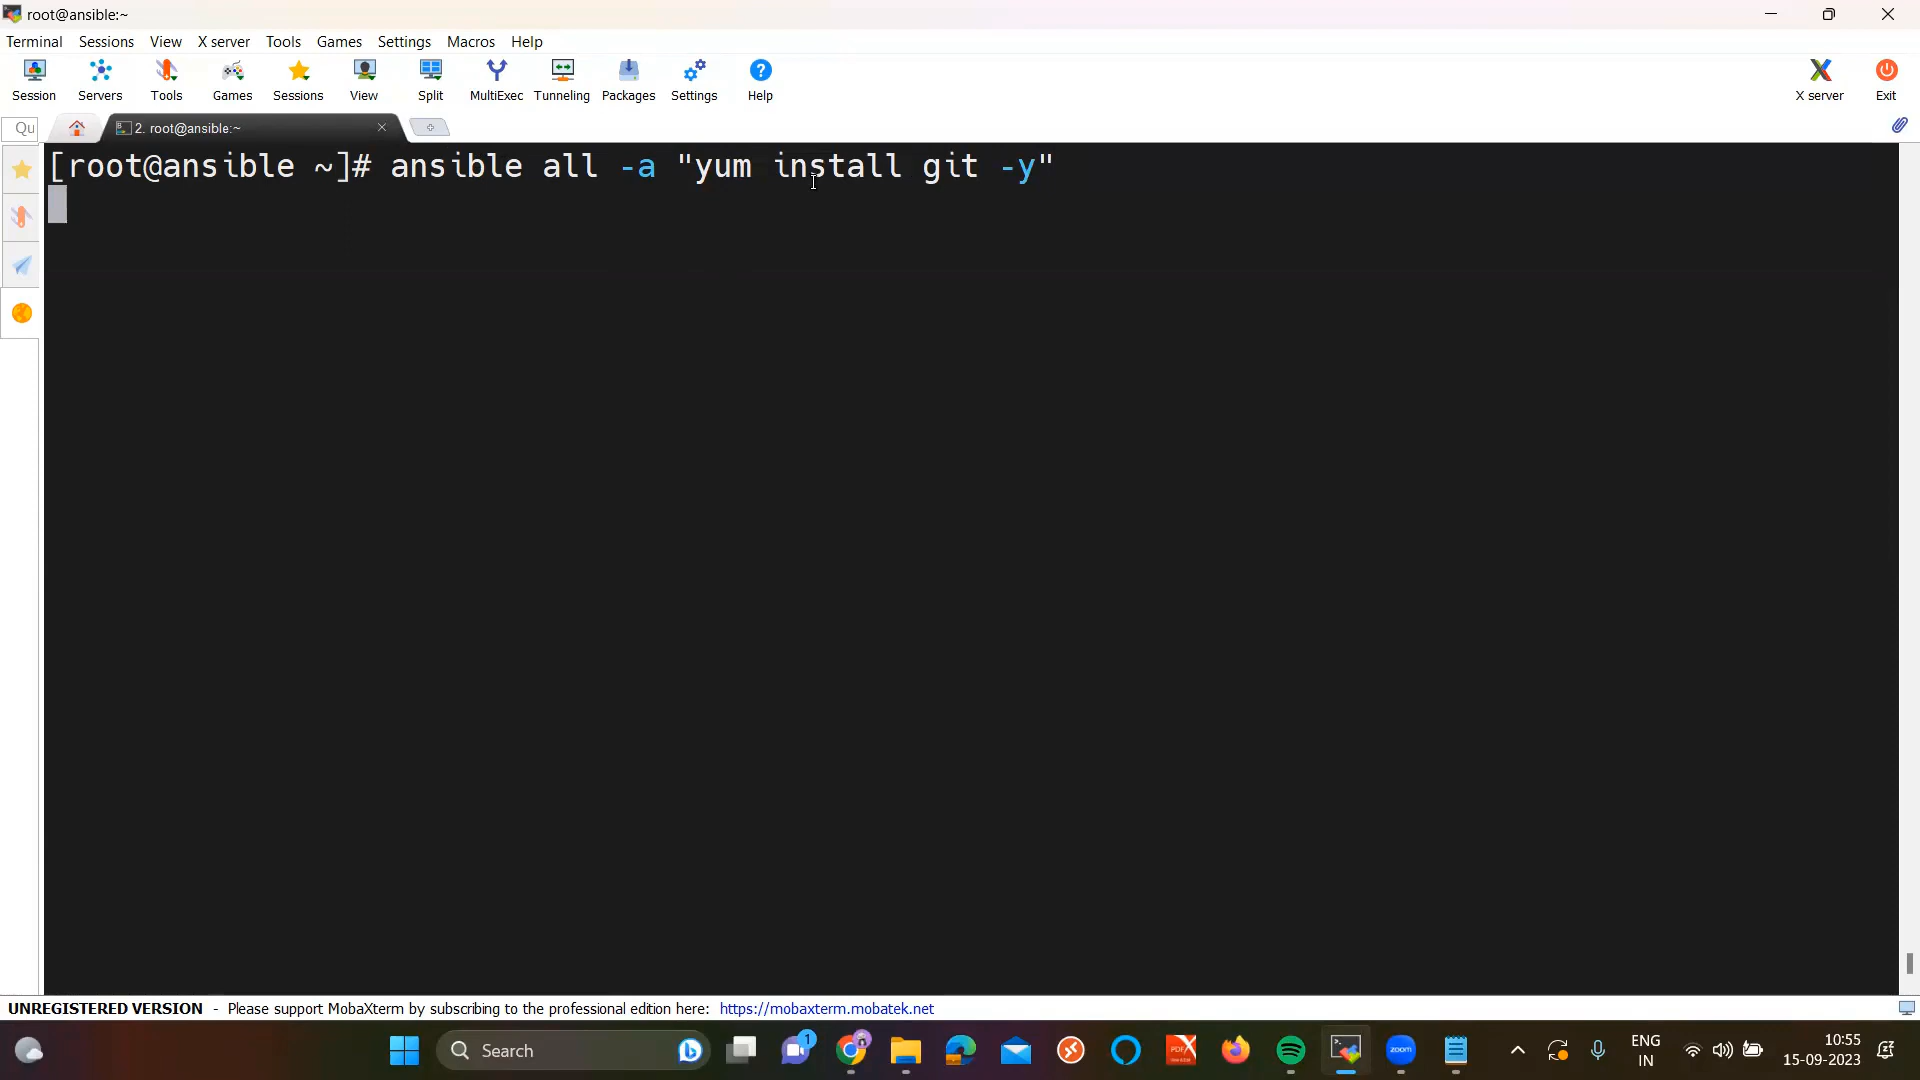 root@ansible:~
Terminal Sessions View X server Tools Games Settings Macros Help
Session Servers Tools Games Sessions View Split MultiExec Tunneling Packages Settings Help X server Exit
Qu 2. root@ansible:~
[root@ansible ~]# ansible all -a "yum install git -y"
UNREGISTERED VERSION - Please support MobaXterm by subscribing to the professional edition here: https://mobaxterm.mobatek.net
Search 1 zoom ENG 10:55
IN 15-09-2023